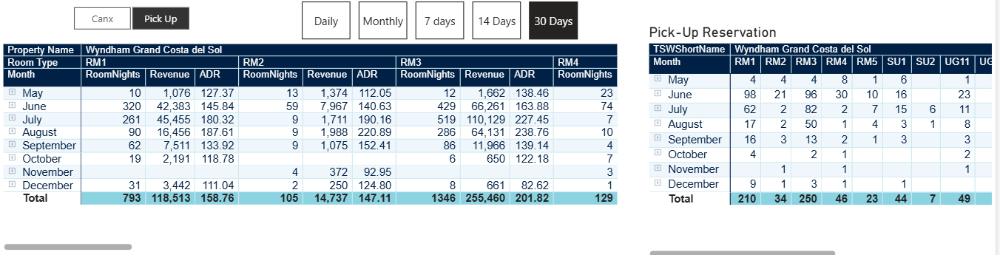 Canx Pick Up Daily Monthly 7 days 14 Days 30 Days
Property Name Wyndham Grand Costa del Sol
Room Type RM1 RM2 RM3 RM4
Month RoomNights Revenue ADR RoomNights Revenue ADR RoomNights Revenue ADR RoomNights
May 10 1,076 127.37 13 1,374 112.05 12 1,662 138.46 23
June 320 42,383 145.84 59 7,967 140.63 429 66,261 163.88 74
July 261 45,455 180.32 9 1,711 190.16 519 110,129 227.45 7
August 90 16,456 187.61 9 1,988 220.89 286 64,131 238.76 10
September 62 7,511 133.92 9 1,075 152.41 86 11,966 139.14 4
October 19 2,191 118.78 6 650 122.18 7
November 4 372 92.95 3
December 31 3,442 111.04 2 250 124.80 8 661 82.62 1
Total 793 118,513 158.76 105 14,737 147.11 1346 255,460 201.82 129
Pick-Up Reservation
TSWShortName Wyndham Grand Costa del Sol
Month RM1 RM2 RM3 RM4 RM5 SU1 SU2 UG11 UG
May 4 4 4 8 1 6 1
June 98 21 96 30 10 16 23
July 62 2 82 2 7 15 6 11
August 17 2 50 1 4 3 1 8
September 16 3 13 2 1 3 3
October 4 2 1 2
November 1 1 1
December 9 1 3 1 1
Total 210 34 250 46 23 44 7 49